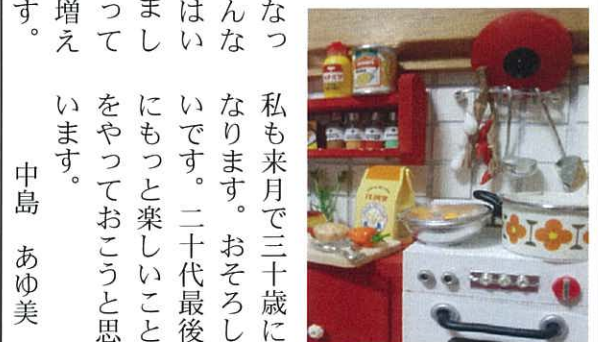 なっ
んな
はい
まし
って
増え
す。
私も来月で三十歳に
なります。おそろし
いです。二十代最後
にもっと楽しいこと
をやっておこうと思
います。
中島 あゆ美